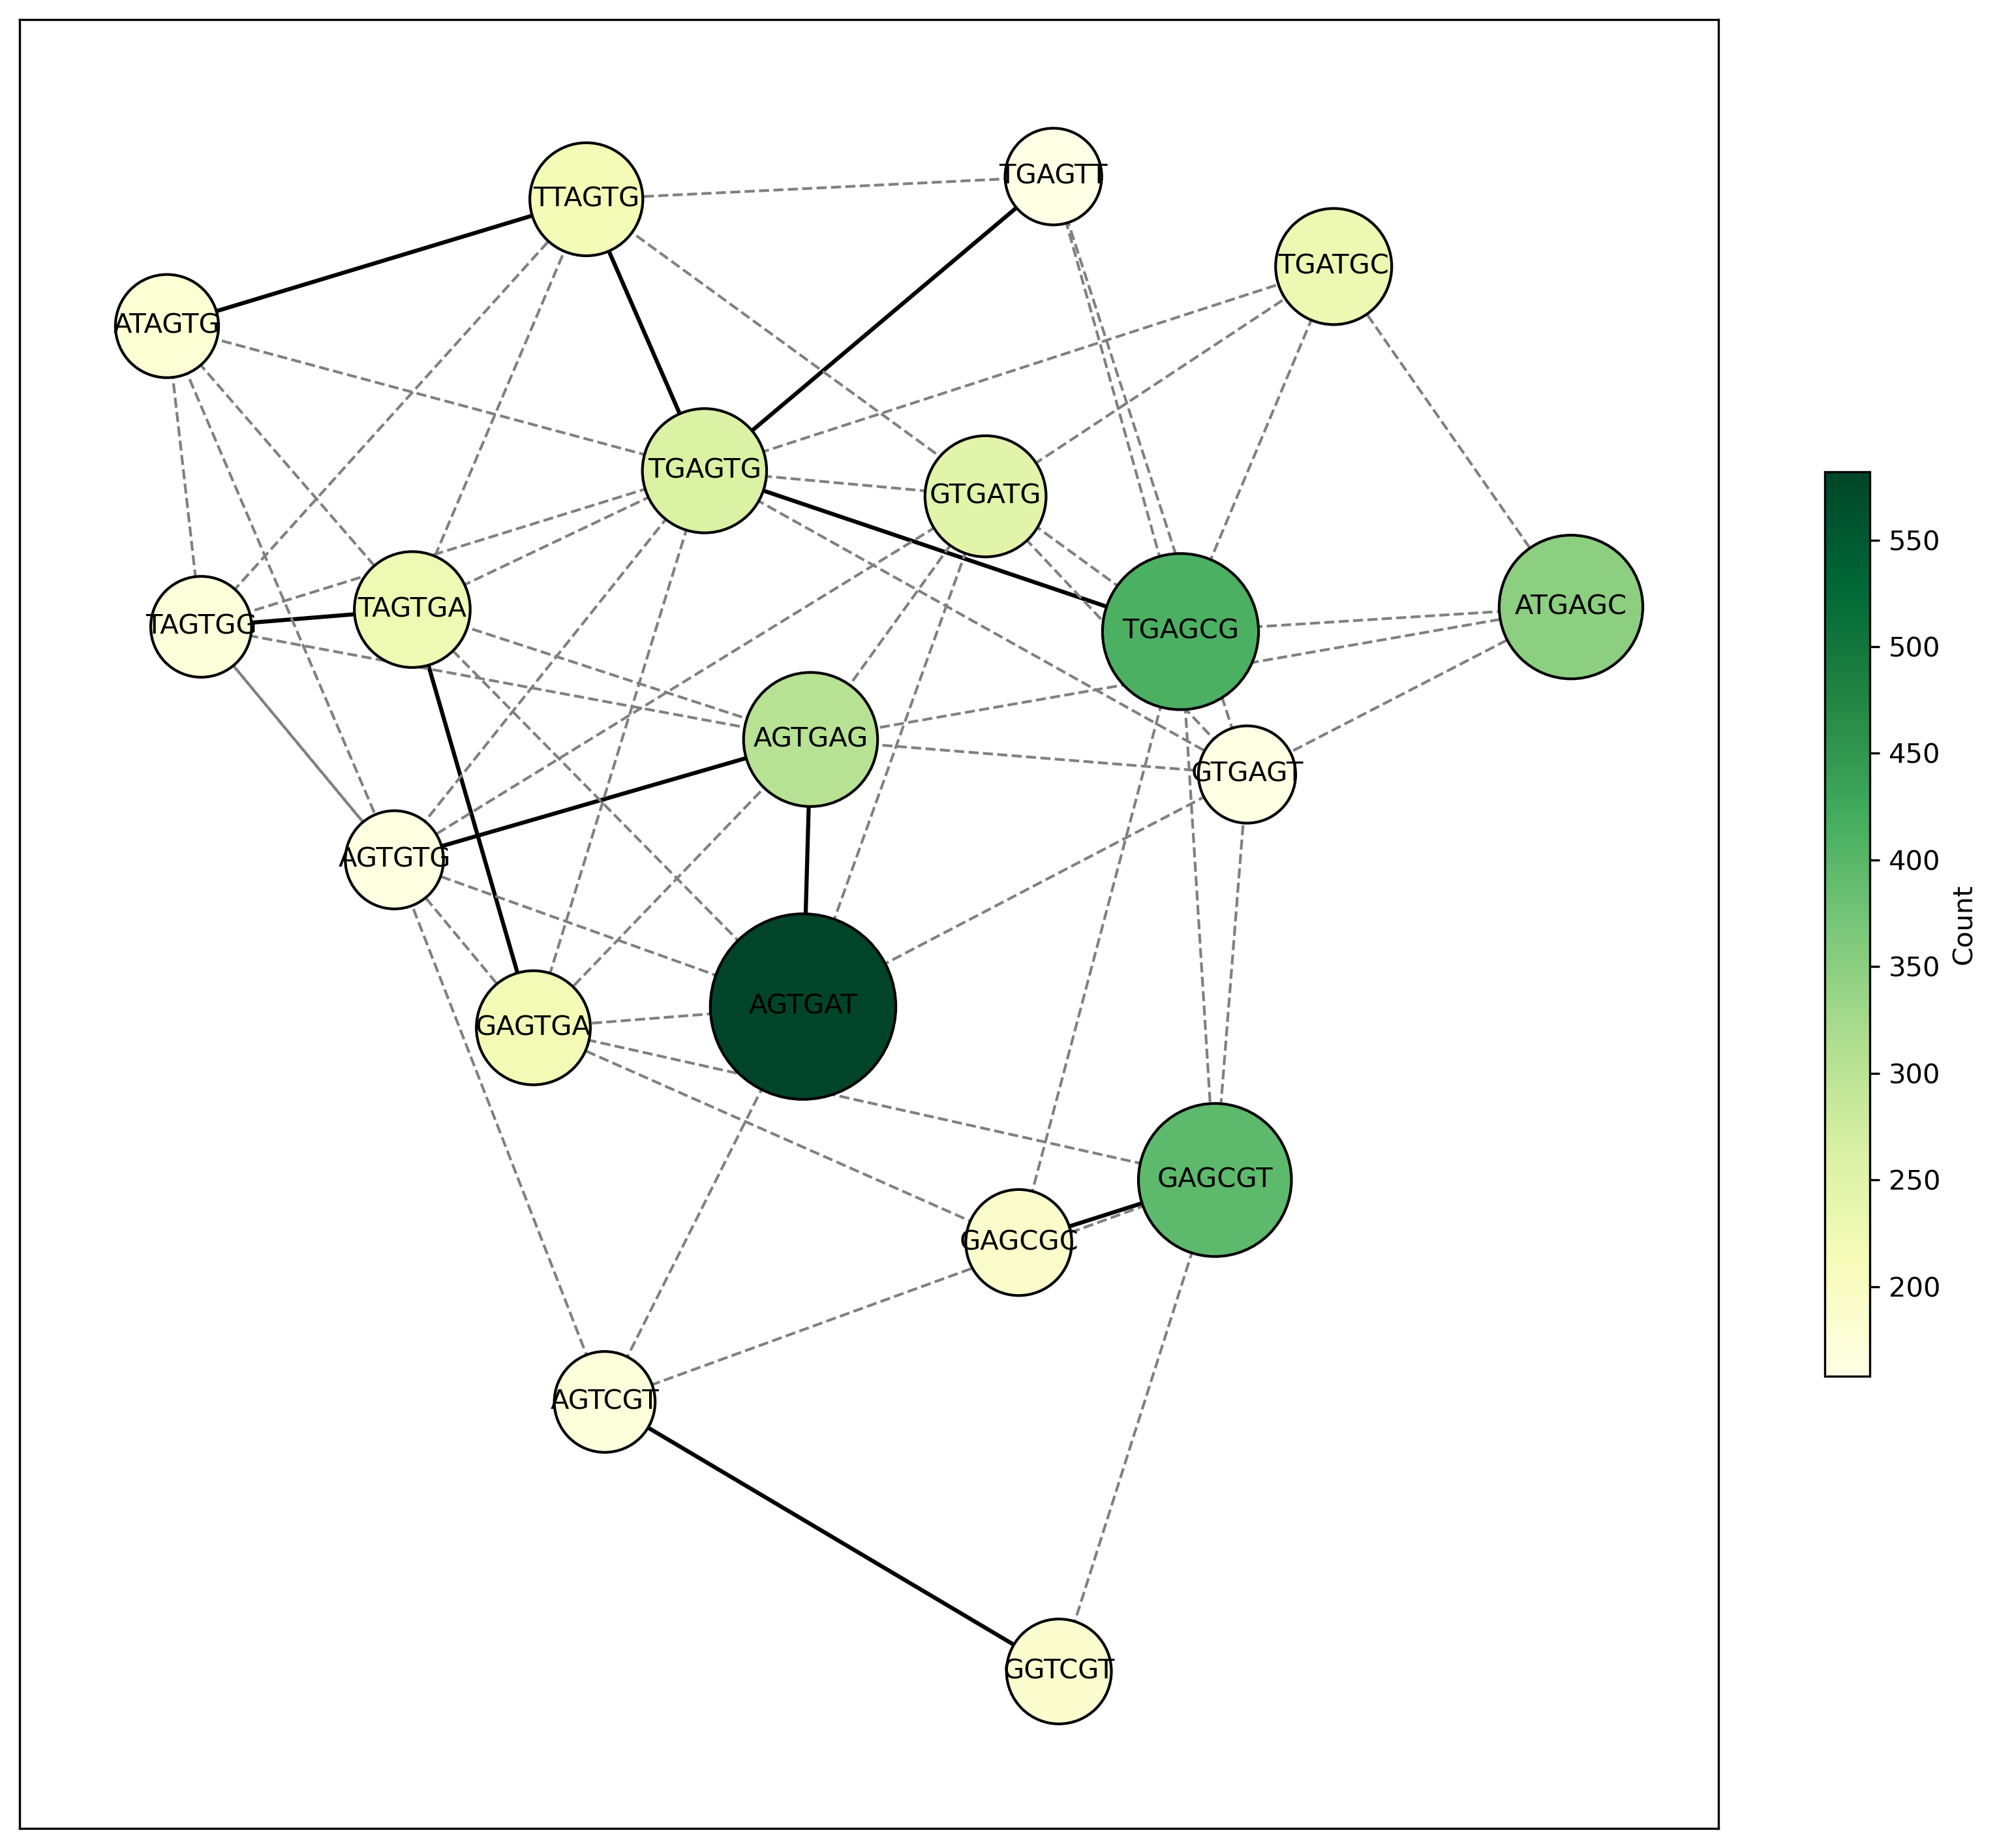 TGAGTT
TTAGTG
TGATGC
ATAGTG
TGAGTG
GTGATG
TAGTGA
ATGAGC
TAGTGG
TGAGCG
AGTGAG
GTGAGT
AGTGTG
AGTGAT
GAGTGA
GAGCGT
GAGCGC
AGTCGT
GGTCGT
550
500
450
400
350
300
250
200
Count